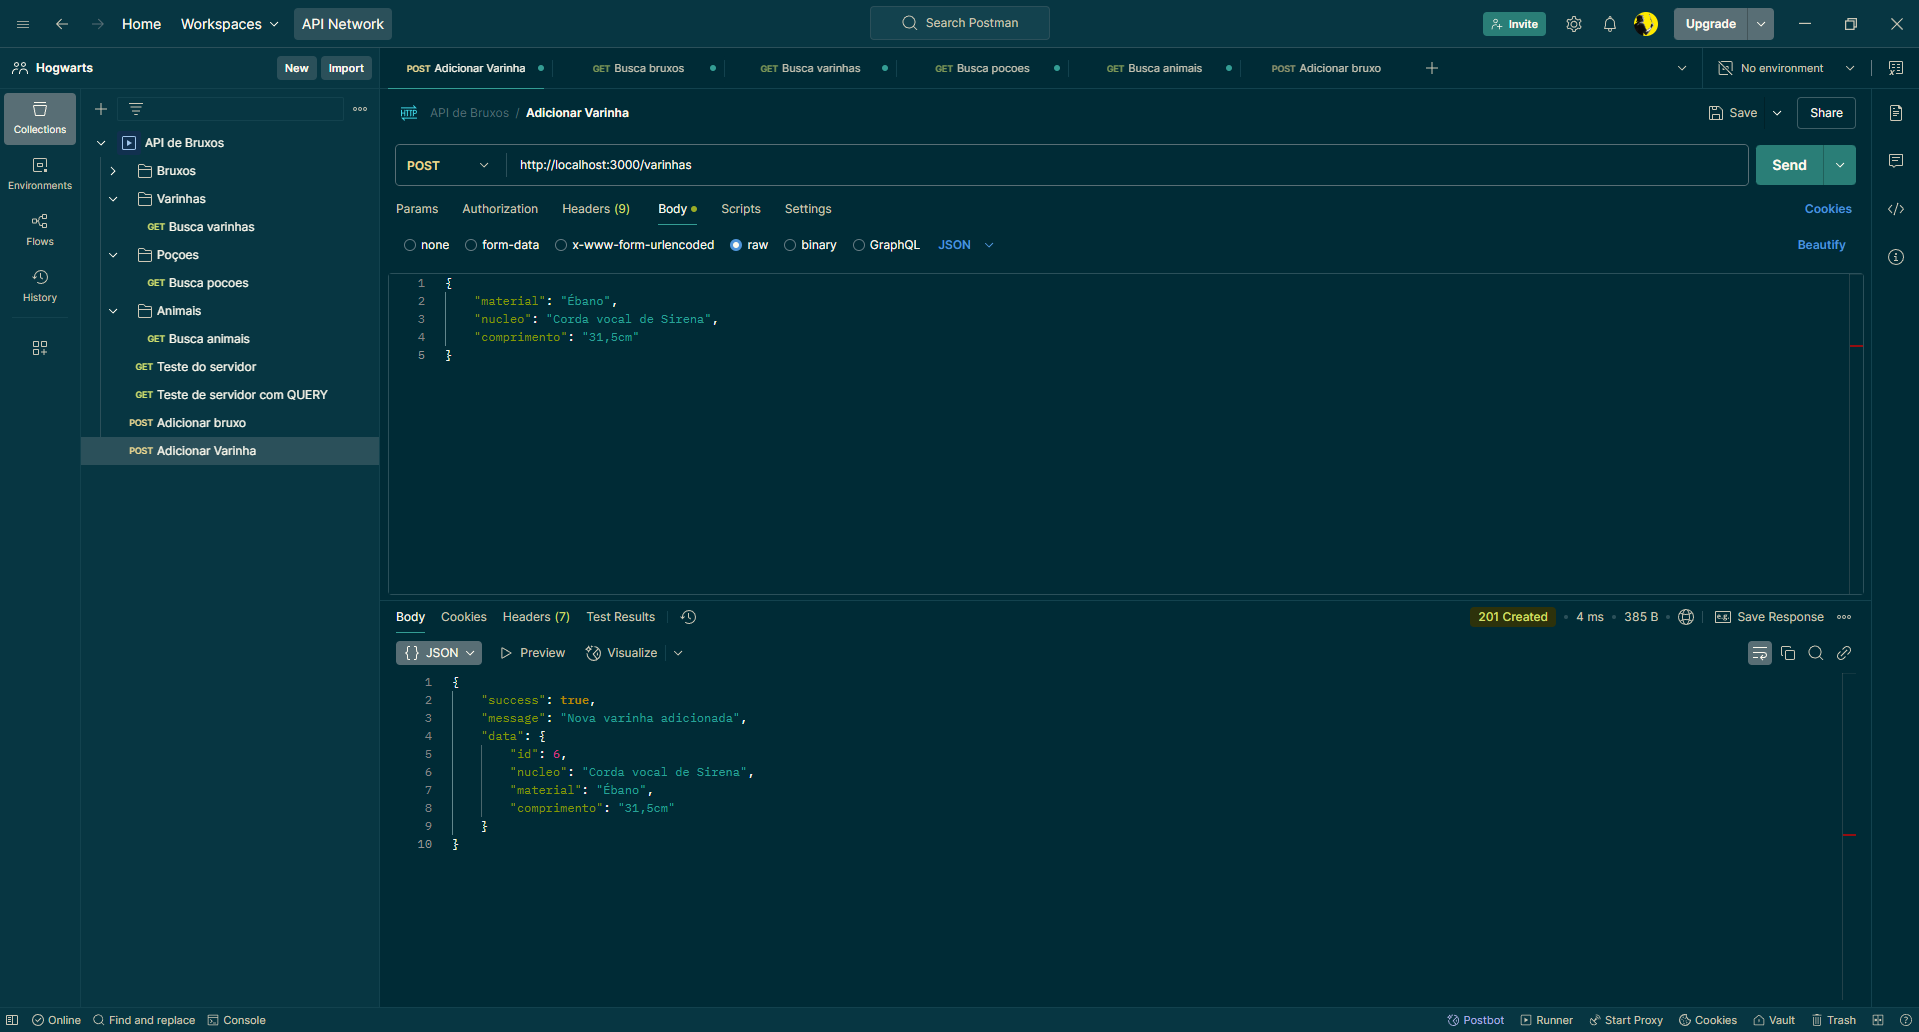 Home Workspaces API Network Search Postman Invite Upgrade
Hogwarts New Import POST Adicionar Varinha GET Busca bruxos GET Busca varinhas GET Busca pocoes GET Busca animais POST Adicionar bruxo No environment
Collections
Environments
Flows
History
API de Bruxos
Bruxos
Varinhas
GET Busca varinhas
Poçoes
GET Busca pocoes
Animais
GET Busca animais
GET Teste do servidor
GET Teste de servidor com QUERY
POST Adicionar bruxo
POST Adicionar Varinha
HTTP API de Bruxos / Adicionar Varinha Save Share
POST http://localhost:3000/varinhas Send
Params Authorization Headers (9) Body Scripts Settings Cookies
none form-data x-www-form-urlencoded raw binary GraphQL JSON Beautify
1 {
2 "material": "Ébano",
3 "nucleo": "Corda vocal de Sirena",
4 "comprimento": "31,5cm"
5 }
Body Cookies Headers (7) Test Results 201 Created 4 ms 385 B e.g. Save Response
{} JSON Preview Visualize
1 {
2 "success": true,
3 "message": "Nova varinha adicionada",
4 "data": {
5 "id": 6,
6 "nucleo": "Corda vocal de Sirena",
7 "material": "Ébano",
8 "comprimento": "31,5cm"
9 }
10 }
Online Find and replace Console Postbot Runner Start Proxy Cookies Vault Trash